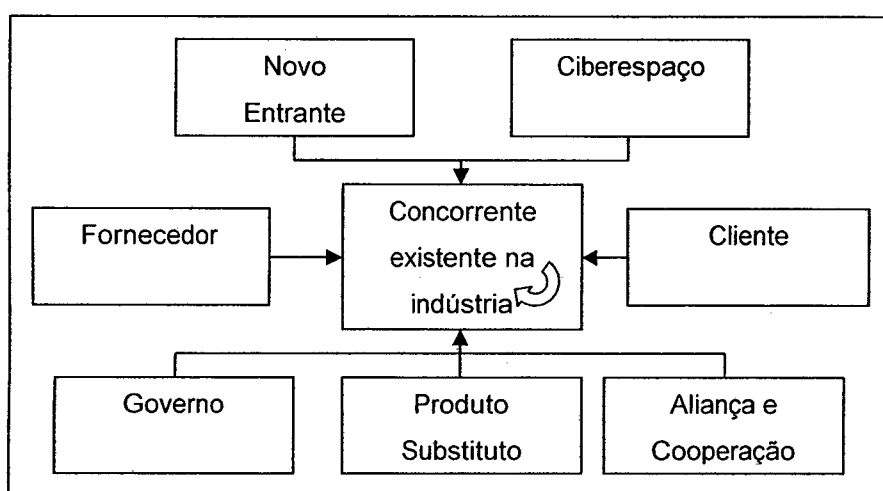 Novo
Entrante
Ciberespaço
Fornecedor
Concorrente
existente na
indústria
Cliente
Governo
Produto
Substituto
Aliança e
Cooperação